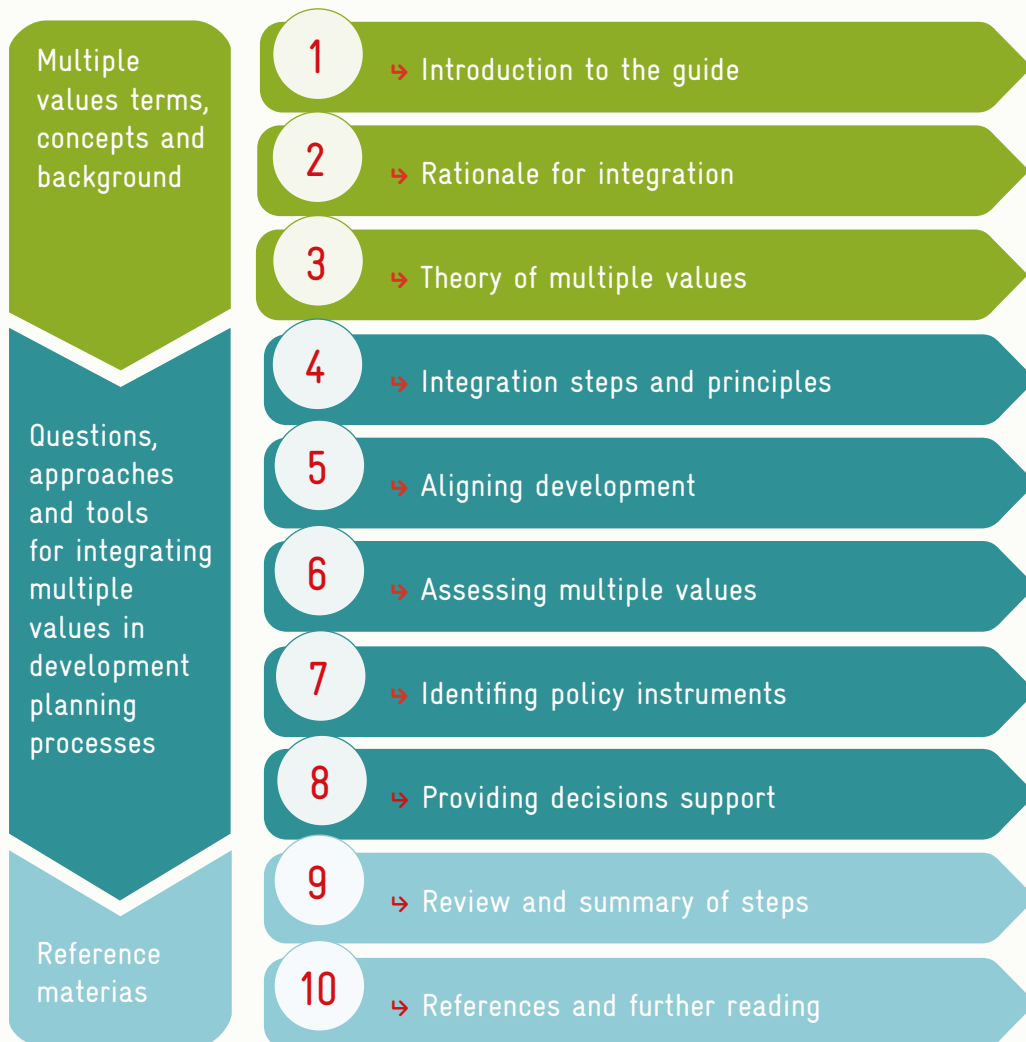 Multiple
values terms,
concepts and
background
1
↳ Introduction to the guide
2
↳ Rationale for integration
3
↳ Theory of multiple values
Questions,
approaches
and tools
for integrating
multiple
values in
development
planning
processes
4
↳ Integration steps and principles
5
↳ Aligning development
6
↳ Assessing multiple values
7
↳ Identifing policy instruments
8
↳ Providing decisions support
Reference
materias
9
↳ Review and summary of steps
10
↳ References and further reading